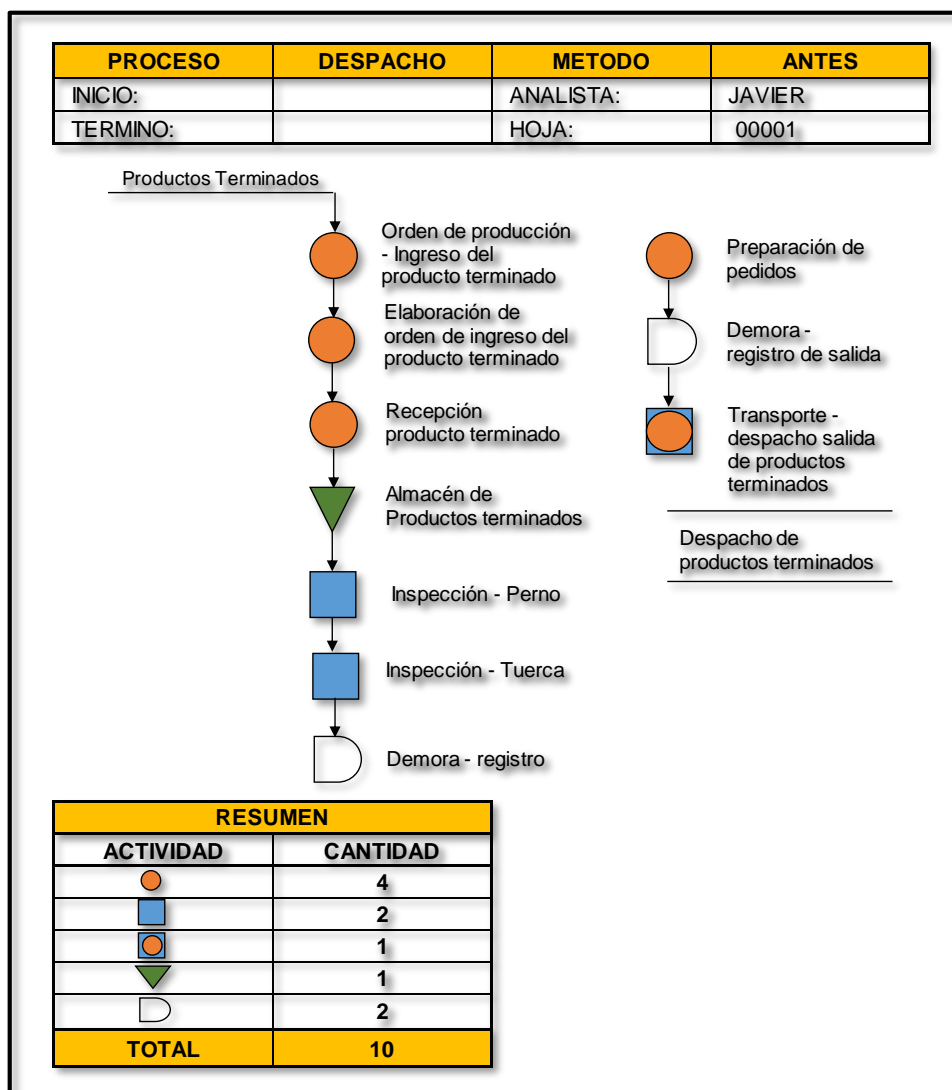 PROCESO DESPACHO METODO ANTES
INICIO: ANALISTA: JAVIER
TERMINO: HOJA: 00001
Productos Terminados
Orden de producción
- Ingreso del
producto terminado
Elaboración de
orden de ingreso del
producto terminado
Recepción
producto terminado
Almacén de
Productos terminados
Inspección - Perno
Inspección - Tuerca
Demora - registro
Preparación de
pedidos
Demora -
registro de salida
Transporte -
despacho salida
de productos
terminados
Despacho de
productos terminados
RESUMEN
ACTIVIDAD CANTIDAD
4
2
1
1
2
TOTAL 10